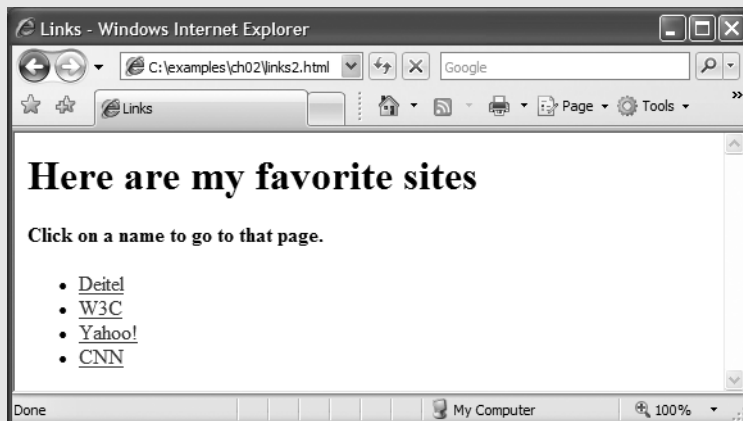 Links - Windows Internet Explorer
C:\examples\ch02\links2.html
Google
Links
Page
Tools
»
Here are my favorite sites
Click on a name to go to that page.
• Deitel
• W3C
• Yahoo!
• CNN
Done
My Computer
100%